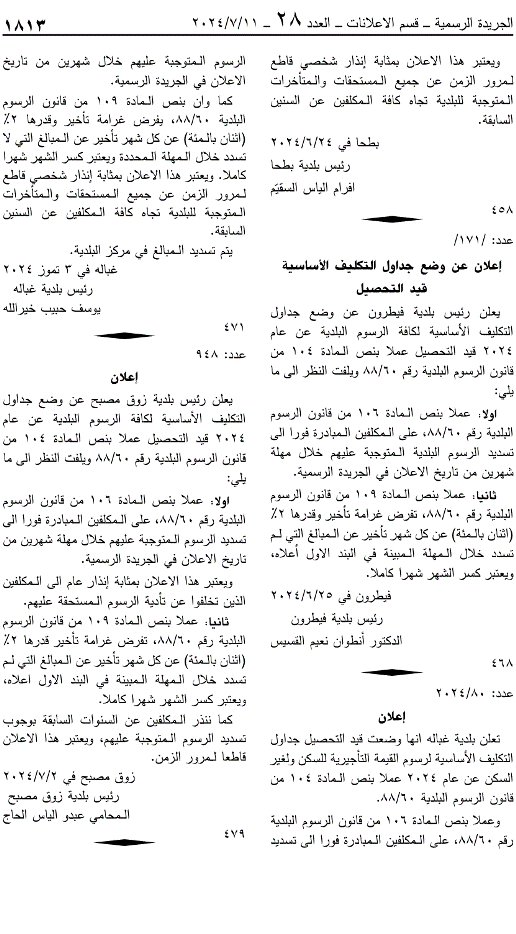 الجريدة الرسمية ــ قسم الاعلانات ــ العدد ٢٨ ــ ٢٠٢٤/٧/١١
١٨١٣
ويعتبر هذا الاعلان بمثابة إنذار شخصي قاطع
لمرور الزمن عن جميع المستحقات والمتأخرات
المتوجبة للبلدية تجاه كافة المكلفين عن السنين
السابقة.
بطحا في ٢٠٢٤/٦/٢٤
رئيس بلدية بطحا
افرام الياس السقيّم
٤٥٨
عدد: /١٧١/
إعلان عن وضع جداول التكليف الأساسية
قيد التحصيل
يعلن رئيس بلدية فيطرون عن وضع جداول
التكليف الأساسية لكافة الرسوم البلدية عن عام
٢٠٢٤ قيد التحصيل عملا بنص المادة ١٠٤ من
قانون الرسوم البلدية رقم ٨٨/٦٠ ويلفت النظر الى ما
يلي:
اولا: عملا بنص المادة ١٠٦ من قانون الرسوم
البلدية رقم ٨٨/٦٠، على المكلفين المبادرة فورا الى
تسديد الرسوم البلدية المتوجبة عليهم خلال مهلة
شهرين من تاريخ الاعلان في الجريدة الرسمية.
ثانيا: عملا بنص المادة ١٠٩ من قانون الرسوم
البلدية رقم ٨٨/٦٠، تفرض غرامة تأخير وقدرها ٢٪
(اثنان بالمئة) عن كل شهر تأخير عن المبالغ التي لم
تسدد خلال المهلة المبينة في البند الاول أعلاه،
ويعتبر كسر الشهر شهرا كاملا.
فيطرون في ٢٠٢٤/٦/٢٥
رئيس بلدية فيطرون
الدكتور أنطوان نعيم القسيس
٤٦٨
عدد: ٢٠٢٤/٨٠
إعلان
تعلن بلدية غباله انها وضعت قيد التحصيل جداول
التكليف الأساسية لرسوم القيمة التأجيرية للسكن ولغير
السكن عن عام ٢٠٢٤ عملا بنص المادة ١٠٤ من
قانون الرسوم البلدية ٨٨/٦٠.
وعملا بنص المادة ١٠٦ من قانون الرسوم البلدية
رقم ٨٨/٦٠، على المكلفين المبادرة فورا الى تسديد
الرسوم المتوجبة عليهم خلال شهرين من تاريخ
الاعلان في الجريدة الرسمية.
كما وان بنص المادة ١٠٩ من قانون الرسوم
البلدية ٨٨/٦٠، يفرض غرامة تأخير وقدرها ٢٪
(اثنان بالمئة) عن كل شهر تأخير عن المبالغ التي لا
تسدد خلال المهلة المحددة ويعتبر كسر الشهر شهرا
كاملا. ويعتبر هذا الاعلان بمثابة إنذار شخصي قاطع
لمرور الزمن عن جميع المستحقات والمتأخرات
المتوجبة للبلدية تجاه كافة المكلفين عن السنين
السابقة.
يتم تسديد المبالغ في مركز البلدية.
غباله في ٣ تموز ٢٠٢٤
رئيس بلدية غباله
يوسف حبيب خيرالله
٤٧١
عدد: ٩٤٨
إعلان
يعلن رئيس بلدية زوق مصبح عن وضع جداول
التكليف الأساسية لكافة الرسوم البلدية عن عام
٢٠٢٤ قيد التحصيل عملا بنص المادة ١٠٤ من
قانون الرسوم البلدية رقم ٨٨/٦٠ ويلفت النظر الى ما
يلي:
اولا: عملا بنص المادة ١٠٦ من قانون الرسوم
البلدية رقم ٨٨/٦٠، على المكلفين المبادرة فورا الى
تسديد الرسوم المتوجبة عليهم خلال مهلة شهرين من
تاريخ الاعلان في الجريدة الرسمية.
ويعتبر هذا الاعلان بمثابة إنذار عام الى المكلفين
الذين تخلفوا عن تأدية الرسوم المستحقة عليهم.
ثانيا: عملا بنص المادة ١٠٩ من قانون الرسوم
البلدية رقم ٨٨/٦٠، تفرض غرامة تأخير قدرها ٢٪
(اثنان بالمئة) عن كل شهر تأخير عن المبالغ التي لم
تسدد خلال المهلة المبينة في البند الاول اعلاه،
ويعتبر كسر الشهر شهرا كاملا.
كما ننذر المكلفين عن السنوات السابقة بوجوب
تسديد الرسوم المتوجبة عليهم، ويعتبر هذا الاعلان
قاطعا لمرور الزمن.
زوق مصبح في ٢٠٢٤/٧/٢
رئيس بلدية زوق مصبح
المحامي عبدو الياس الحاج
٤٧٩